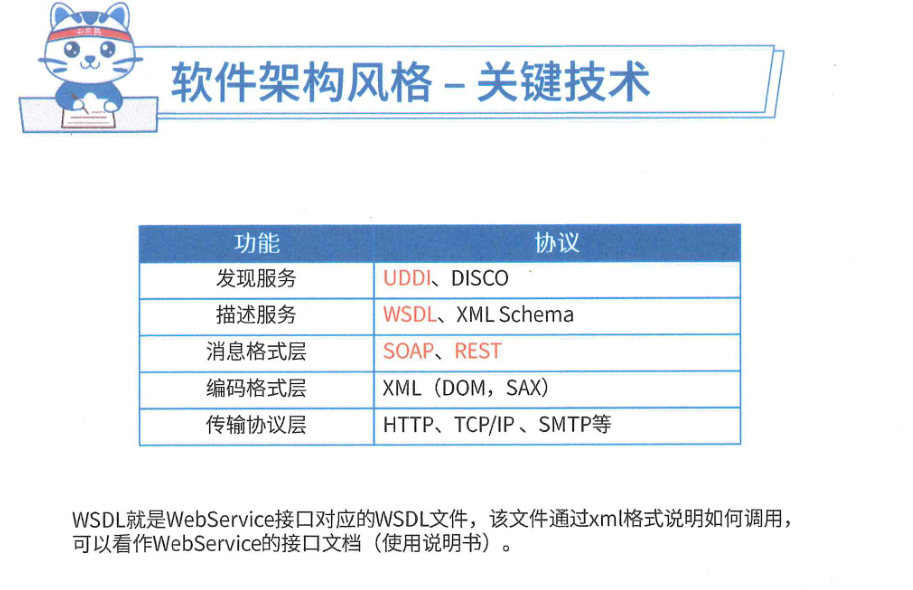 软件架构风格 – 关键技术
功能 协议
发现服务 UDDI、DISCO
描述服务 WSDL、XML Schema
消息格式层 SOAP、REST
编码格式层 XML（DOM，SAX）
传输协议层 HTTP、TCP/IP 、SMTP等
WSDL就是WebService接口对应的WSDL文件，该文件通过xml格式说明如何调用，
可以看作WebService的接口文档（使用说明书）。